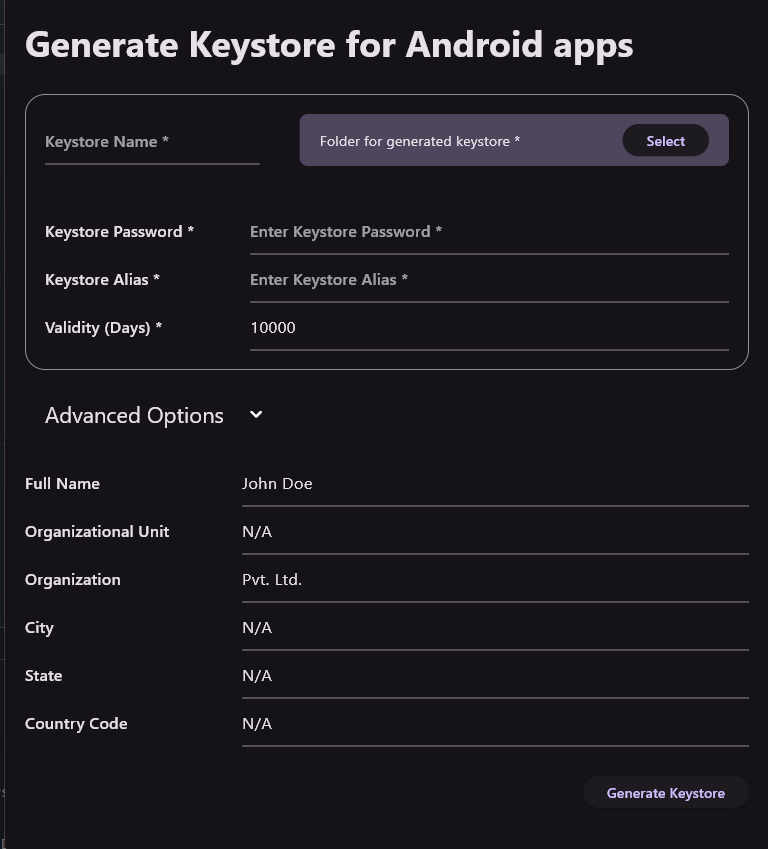 Generate Keystore for Android apps
Keystore Name *
Folder for generated keystore *
Select
Keystore Password *
Enter Keystore Password *
Keystore Alias *
Enter Keystore Alias *
Validity (Days) *
10000
Advanced Options
Full Name
John Doe
Organizational Unit
N/A
Organization
Pvt. Ltd.
City
N/A
State
N/A
Country Code
N/A
Generate Keystore